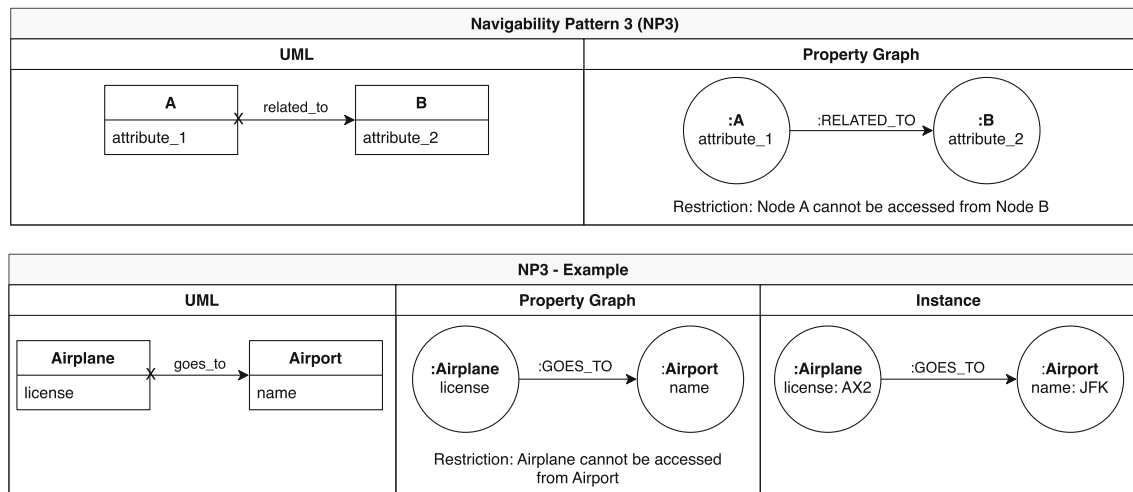 Navigability Pattern 3 (NP3)
UML
Property Graph
A
attribute_1
X
related_to
B
attribute_2
:A
attribute_1
:RELATED_TO
:B
attribute_2
Restriction: Node A cannot be accessed from Node B
NP3 - Example
UML
Property Graph
Instance
Airplane
license
X
goes_to
Airport
name
:Airplane
license
:GOES_TO
:Airport
name
Restriction: Airplane cannot be accessed
from Airport
:Airplane
license: AX2
:GOES_TO
:Airport
name: JFK